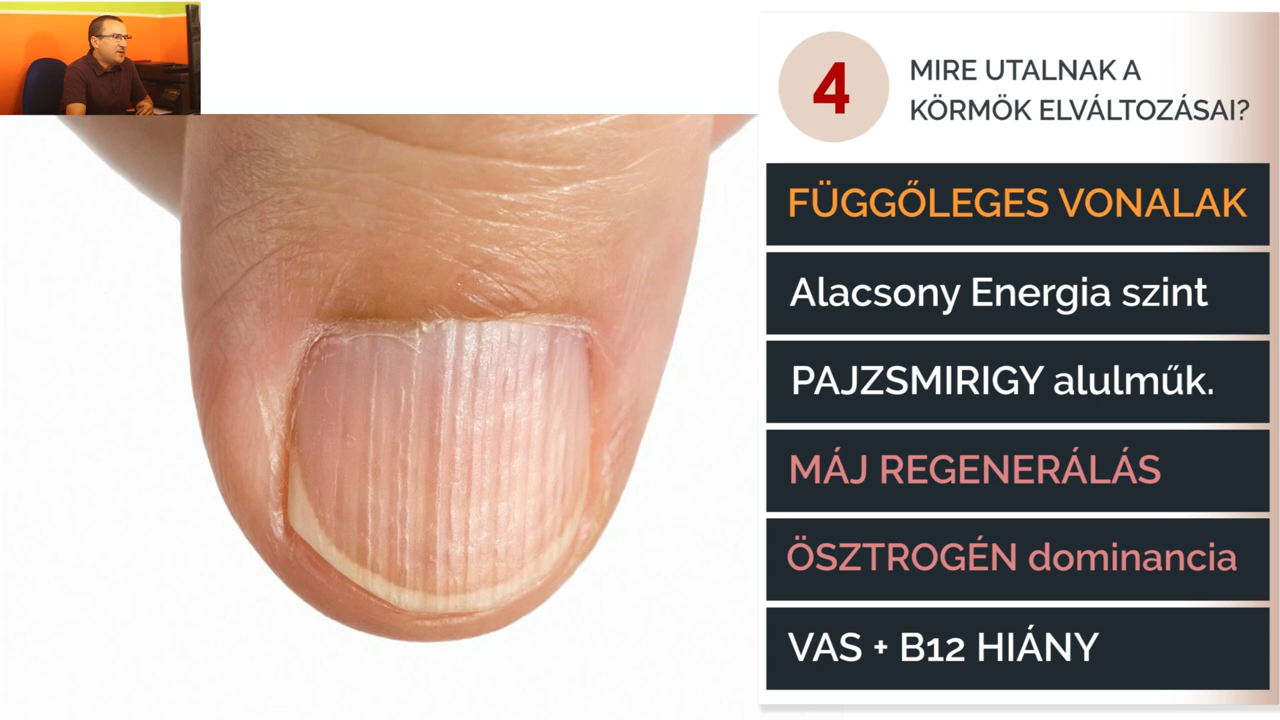 4
MIRE UTALNAK A
KÖRMÖK ELVÁLTOZÁSAI?
FÜGGŐLEGES VONALAK
Alacsony Energia szint
PAJZSMIRIGY alulműk.
MÁJ REGENERÁLÁS
ÖSZTROGÉN dominancia
VAS + B12 HIÁNY